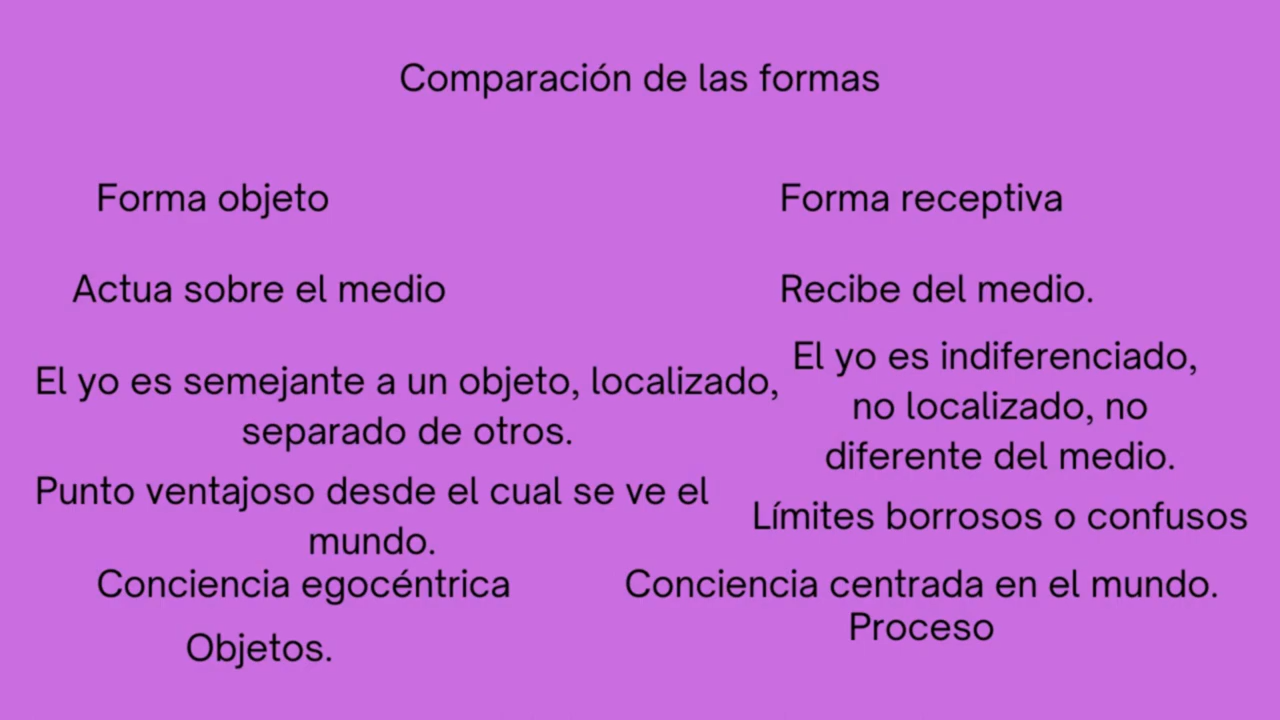 Comparación de las formas
Forma objeto
Forma receptiva
Actua sobre el medio
Recibe del medio.
El yo es semejante a un objeto, localizado,
separado de otros.
El yo es indiferenciado,
no localizado, no
diferente del medio.
Punto ventajoso desde el cual se ve el
mundo.
Límites borrosos o confusos
Conciencia egocéntrica
Conciencia centrada en el mundo.
Objetos.
Proceso